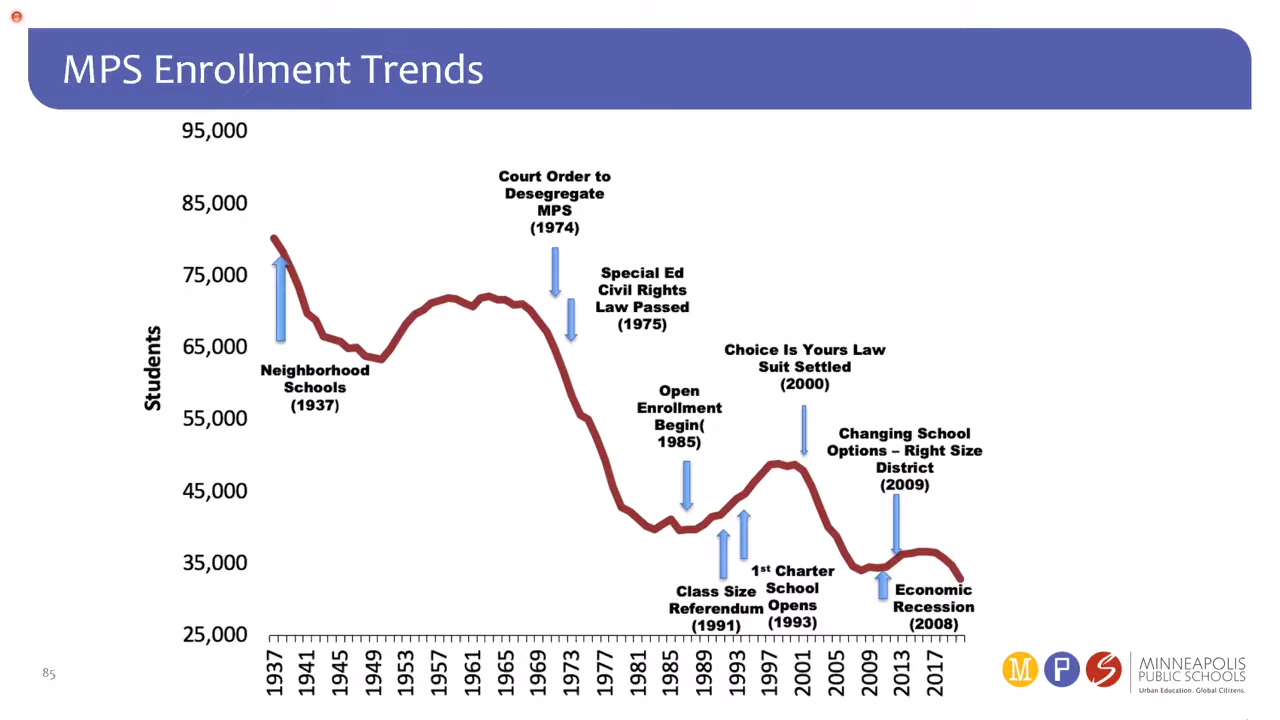 MPS Enrollment Trends
95,000
85,000
75,000
65,000
55,000
45,000
35,000
25,000
Students
Court Order to
Desegregate
MPS
(1974)
Special Ed
Civil Rights
Law Passed
(1975)
Neighborhood
Schools
(1937)
Choice Is Yours Law
Suit Settled
(2000)
Open
Enrollment
Begin(
1985)
Changing School
Options – Right Size
District
(2009)
Class Size
Referendum
(1991)
1st Charter
School
Opens
(1993)
Economic
Recession
(2008)
1937
1941
1945
1949
1953
1957
1961
1965
1969
1973
1977
1981
1985
1989
1993
1997
2001
2005
2009
2013
2017
85
M P S
MINNEAPOLIS
PUBLIC SCHOOLS
Urban Education. Global Citizens.